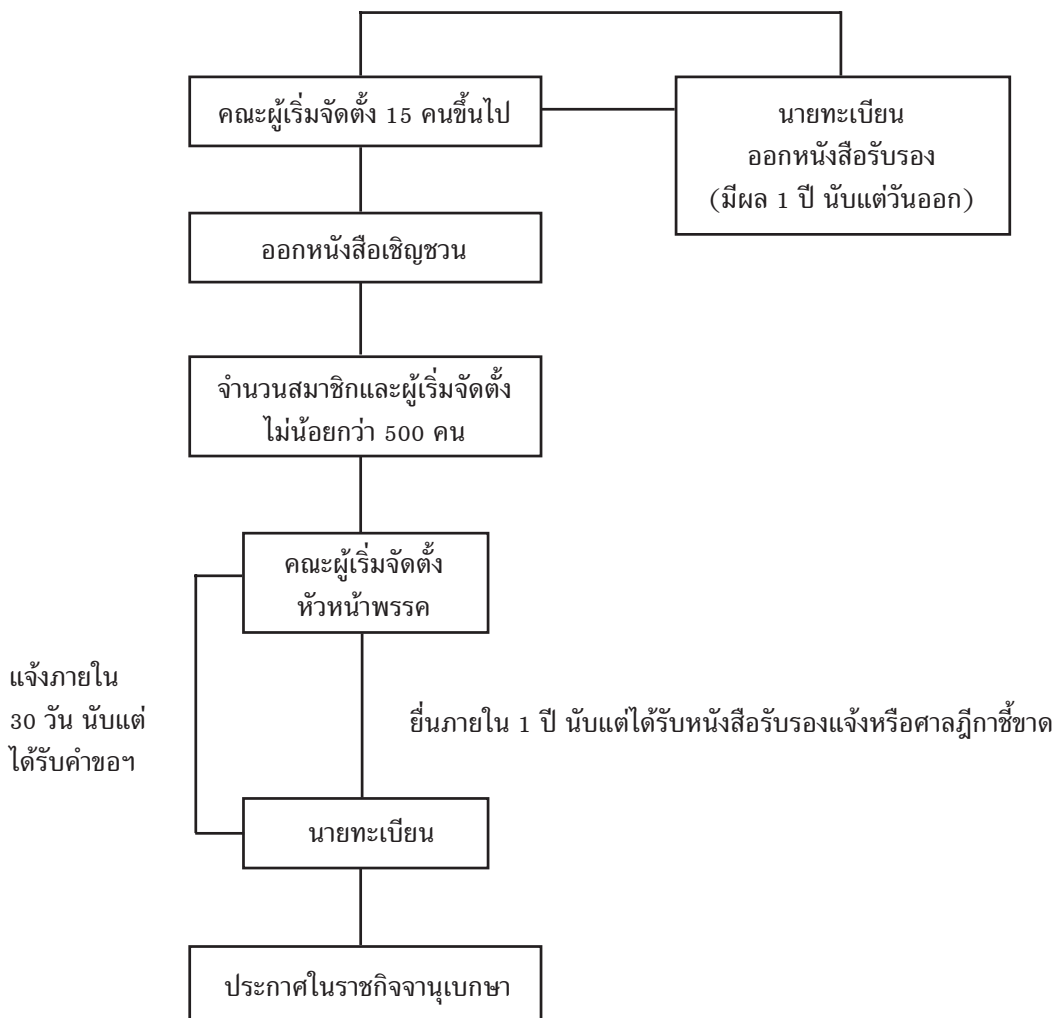 คณะผู้เริ่มจัดตั้ง 15 คนขึ้นไป
นายทะเบียน
ออกหนังสือรับรอง
(มีผล 1 ปี นับแต่วันออก)
ออกหนังสือเชิญชวน
จำนวนสมาชิกและผู้เริ่มจัดตั้ง
ไม่น้อยกว่า 500 คน
คณะผู้เริ่มจัดตั้ง
หัวหน้าพรรค
แจ้งภายใน
30 วัน นับแต่
ได้รับคำขอฯ
ยื่นภายใน 1 ปี นับแต่ได้รับหนังสือรับรองแจ้งหรือศาลฎีกาชี้ขาด
นายทะเบียน
ประกาศในราชกิจจานุเบกษา